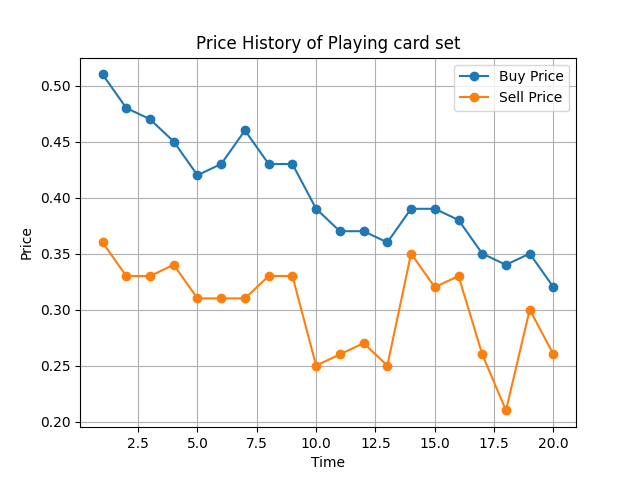 Price History of Playing card set
Buy Price
Sell Price
Price
0.50
0.45
0.40
0.35
0.30
0.25
0.20
2.5 5.0 7.5 10.0 12.5 15.0 17.5 20.0
Time